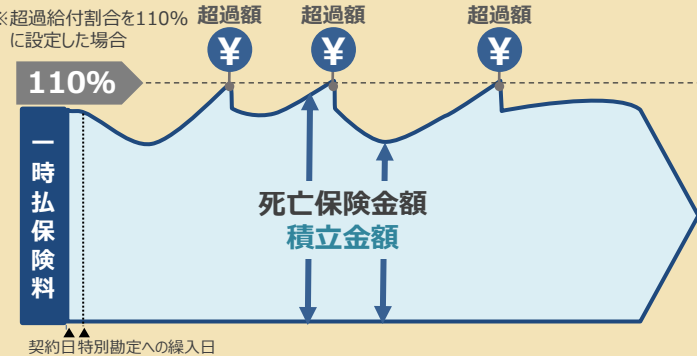 ※超過給付割合を110%
に設定した場合
超過額
超過額
超過額
¥
¥
¥
110%
一時払保険料
死亡保険金額
積立金額
契約日
特別勘定への繰入日